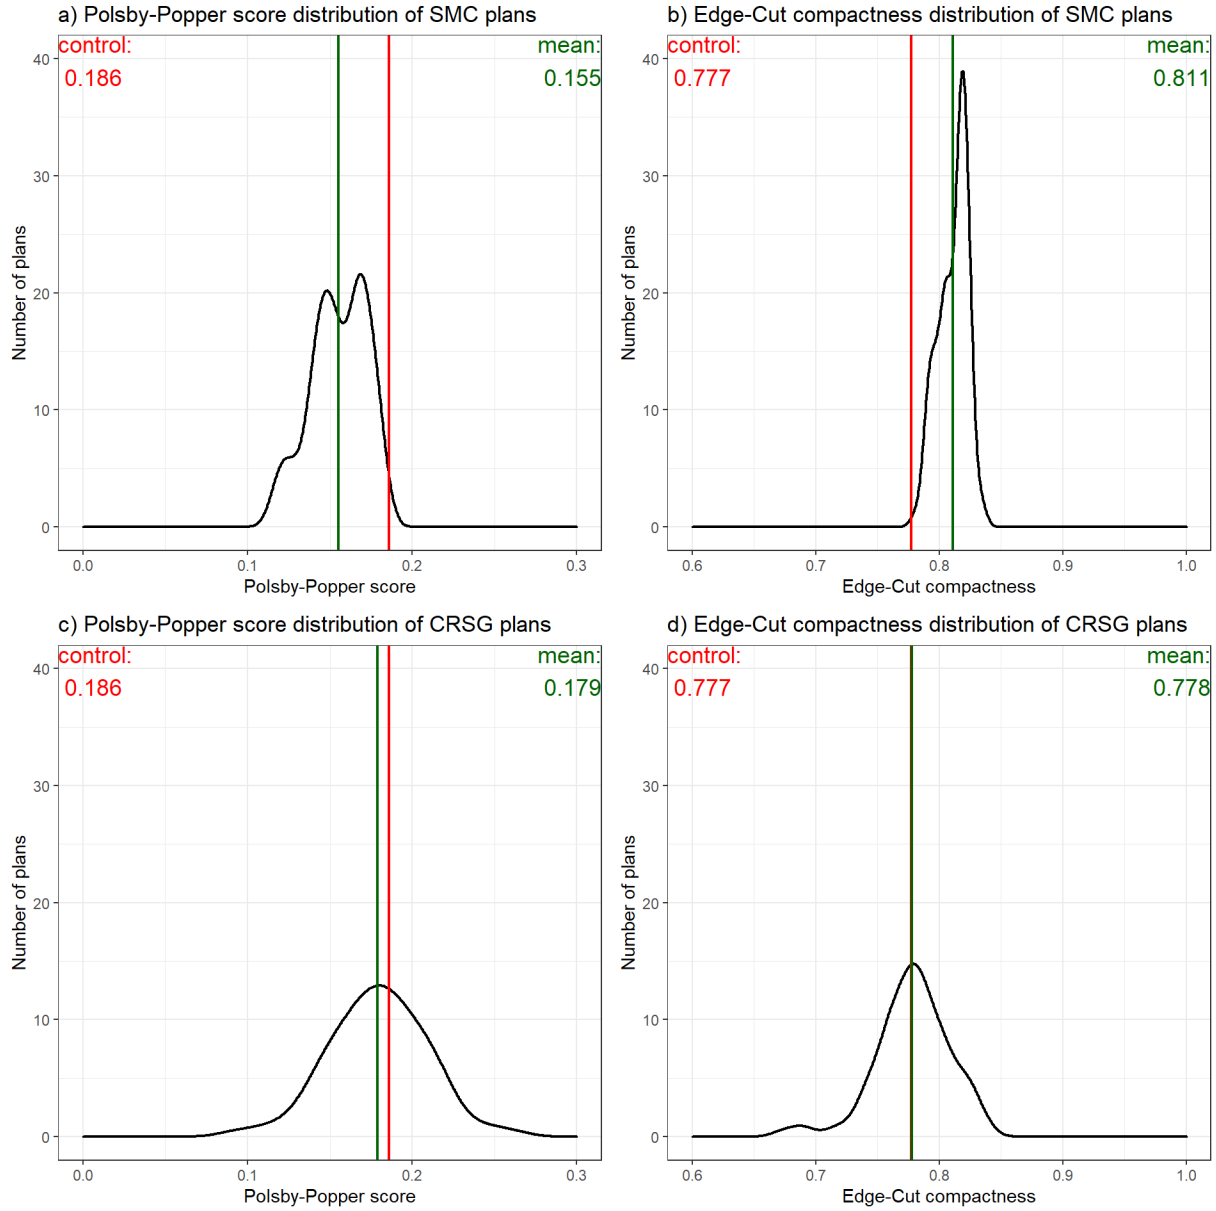 a) Polsby-Popper score distribution of SMC plans
control:
0.186
mean:
0.155
40
30
20
10
0
Number of plans
0.0 0.1 0.2 0.3
Polsby-Popper score
b) Edge-Cut compactness distribution of SMC plans
control:
0.777
mean:
0.811
40
30
20
10
0
Number of plans
0.6 0.7 0.8 0.9 1.0
Edge-Cut compactness
c) Polsby-Popper score distribution of CRSG plans
control:
0.186
mean:
0.179
40
30
20
10
0
Number of plans
0.0 0.1 0.2 0.3
Polsby-Popper score
d) Edge-Cut compactness distribution of CRSG plans
control:
0.777
mean:
0.778
40
30
20
10
0
Number of plans
0.6 0.7 0.8 0.9 1.0
Edge-Cut compactness